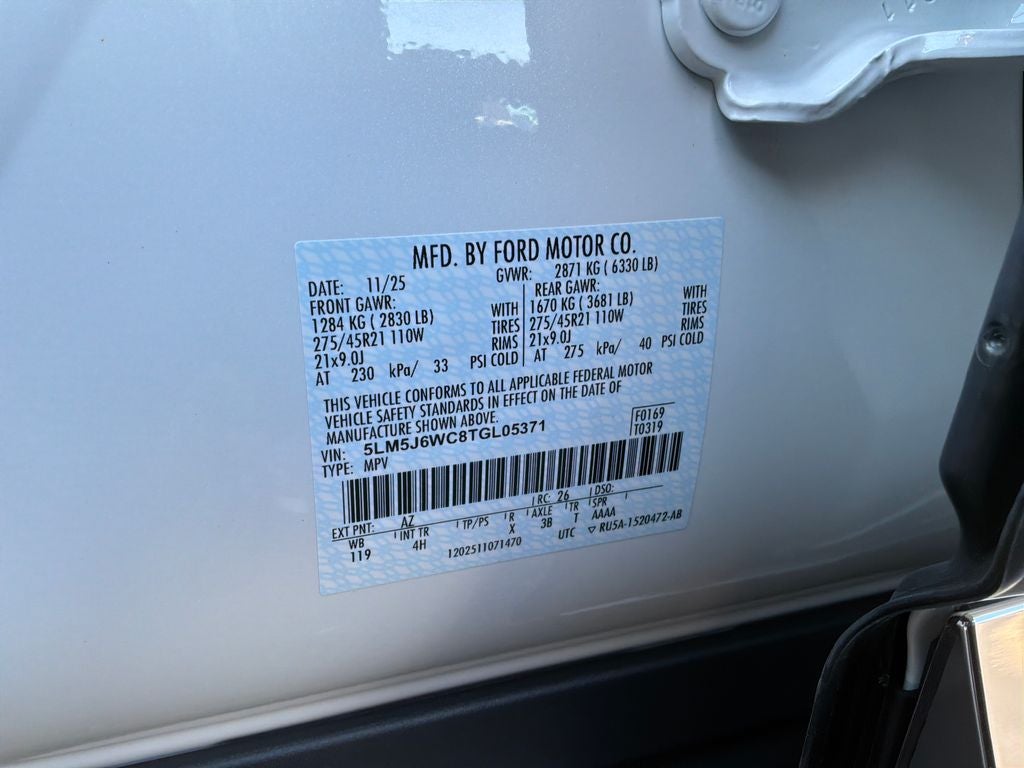 MFD. BY FORD MOTOR CO.
DATE: 11/25 GVWR: 2871 KG ( 6330 LB)
FRONT GAWR: REAR GAWR:
1284 KG ( 2830 LB) WITH 1670 KG ( 3681 LB) WITH
275/45R21 110W TIRES 275/45R21 110W TIRES
21x9.0J RIMS 21x9.0J RIMS
AT 230 kPa/ 33 PSI COLD AT 275 kPa/ 40 PSI COLD
THIS VEHICLE CONFORMS TO ALL APPLICABLE FEDERAL MOTOR
VEHICLE SAFETY STANDARDS IN EFFECT ON THE DATE OF
MANUFACTURE SHOWN ABOVE.
F0169
VIN: 5LM5J6WC8TGL05371 T0319
TYPE: MPV
EXT PNT: AZ RC: 26 DSO:
WB INT TR TP/PS R AXLE TR SPR
119 4H X 3B T AAAA
1202511071470 UTC ▽ RU5A-1520472-AB